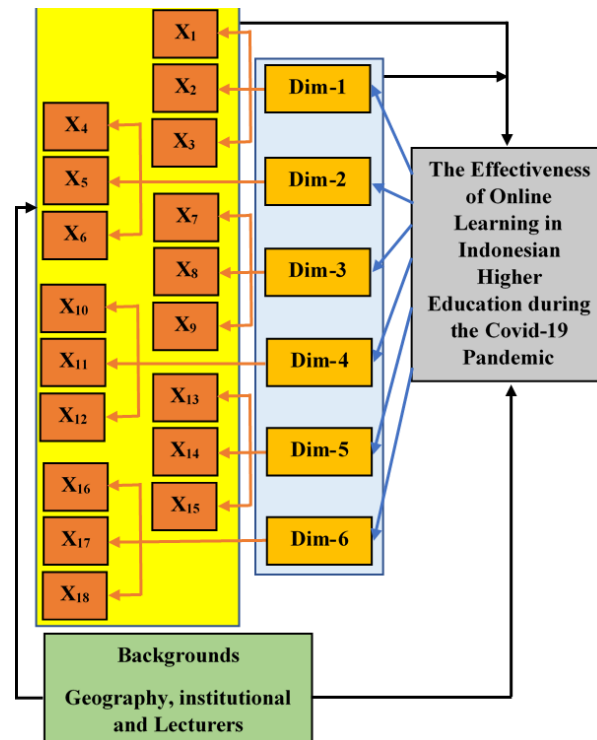 X1
X2
X3
X4
X5
X6
X7
X8
X9
X10
X11
X12
X13
X14
X15
X16
X17
X18
Dim-1
Dim-2
Dim-3
Dim-4
Dim-5
Dim-6
The Effectiveness
of Online
Learning in
Indonesian
Higher
Education during
the Covid-19
Pandemic
Backgrounds
Geography, institutional
and Lecturers